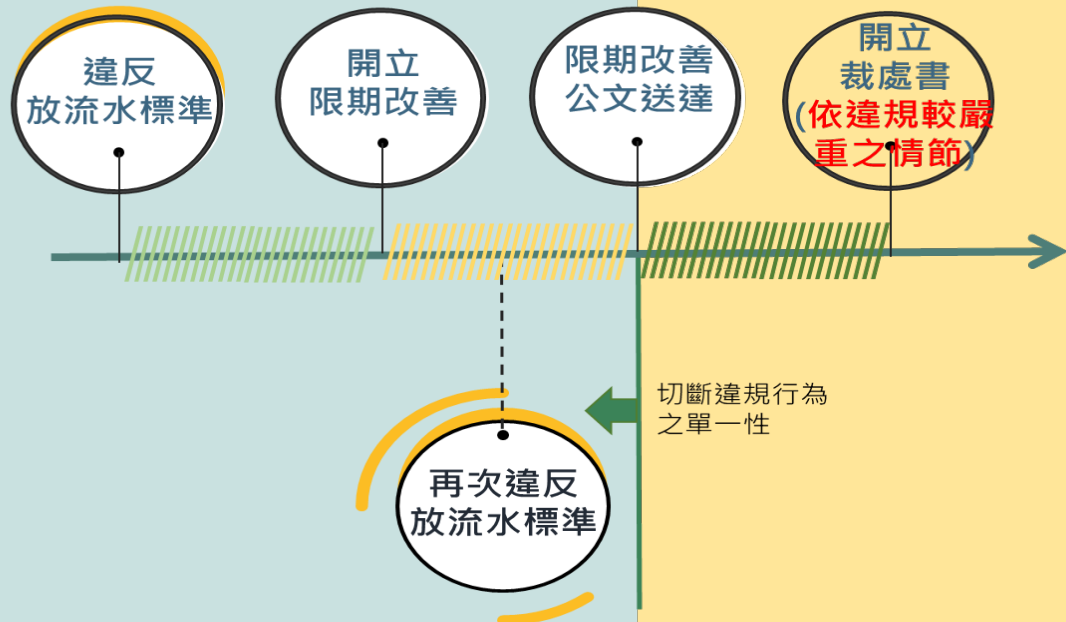 違反
放流水標準
開立
限期改善
限期改善
公文送達
開立
裁處書
(依違規較嚴
重之情節)
切斷違規行為
之單一性
再次違反
放流水標準